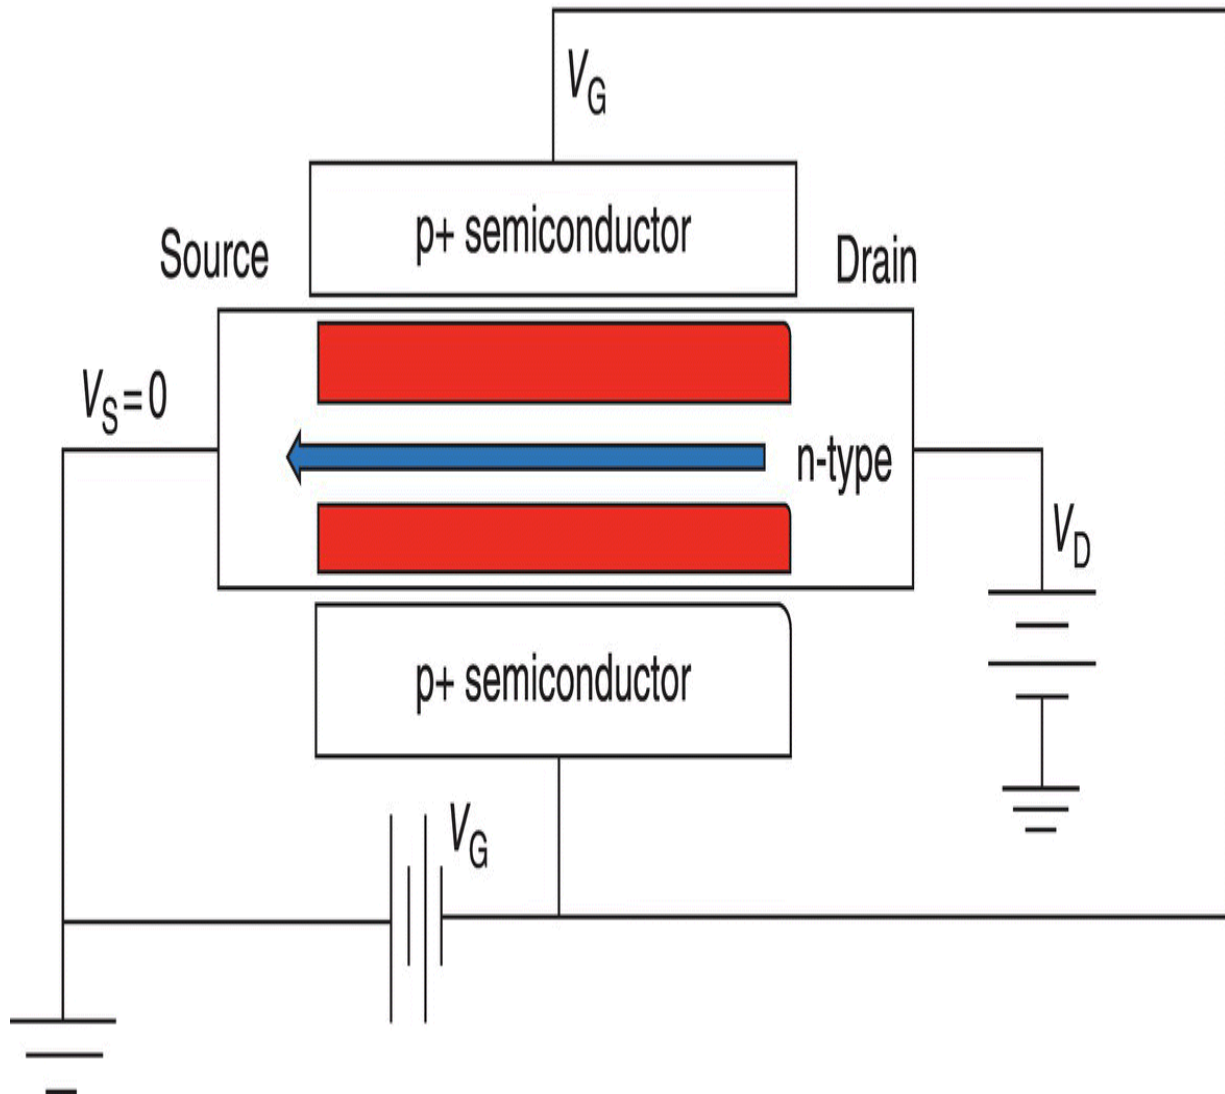 VG
p+ semiconductor
Source
Drain
VS=0
n-type
VD
p+ semiconductor
VG